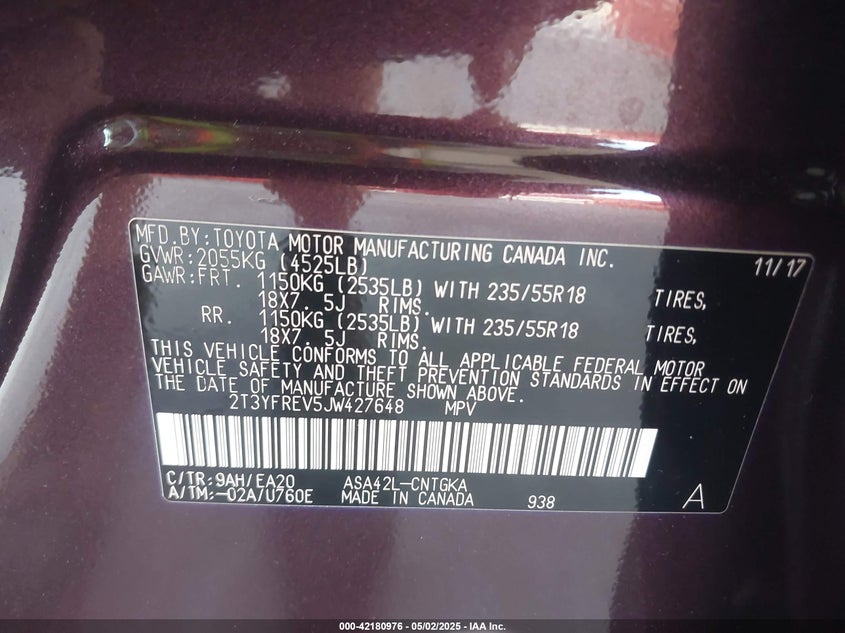 MFD.BY:TOYOTA MOTOR MANUFACTURING CANADA INC.
GVWR:2055KG (4525LB) 11/17
GAWR:FRT. 1150KG (2535LB) WITH 235/55R18 TIRES,
18X7. 5J RIMS.
RR. 1150KG (2535LB) WITH 235/55R18 TIRES,
18X7. 5J RIMS.
THIS VEHICLE CONFORMS TO ALL APPLICABLE FEDERAL MOTOR
VEHICLE SAFETY AND THEFT PREVENTION STANDARDS IN EFFECT ON
THE DATE OF MANUFACTURE SHOWN ABOVE.
2T3YFREV5JW427648 MPV
C/TR:9AH/EA20 ASA42L-CNTGKA
A/TM:-02A/U760E MADE IN CANADA 938 A
000-42180976 - 05/02/2025 - IAA Inc.